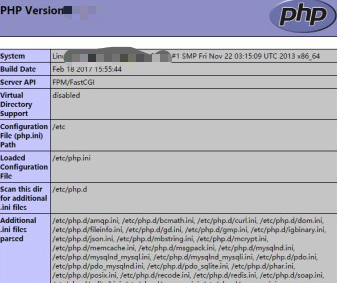 PHP Version
php
System #1 SMP Fri Nov 22 03:15:09 UTC 2013 x86_64
Build Date Feb 18 2017 15:55:44
Server API FPM/FastCGI
Virtual disabled
Directory
Support
Configuration /etc
File (php.ini)
Path
Loaded /etc/php.ini
Configuration
File
Scan this dir /etc/php.d
for additional
.ini files
Additional /etc/php.d/amqp.ini, /etc/php.d/bcmath.ini, /etc/php.d/curl.ini, /etc/php.d/dom.ini,
.ini files /etc/php.d/fileinfo.ini, /etc/php.d/gd.ini, /etc/php.d/gmp.ini, /etc/php.d/igbinary.ini,
parsed /etc/php.d/json.ini, /etc/php.d/mbstring.ini, /etc/php.d/mcrypt.ini,
/etc/php.d/memcache.ini, /etc/php.d/msgpack.ini, /etc/php.d/mysqlnd.ini,
/etc/php.d/mysqlnd_mysql.ini, /etc/php.d/mysqlnd_mysqli.ini, /etc/php.d/pdo.ini,
/etc/php.d/pdo_mysqlnd.ini, /etc/php.d/pdo_sqlite.ini, /etc/php.d/phar.ini,
/etc/php.d/posix.ini, /etc/php.d/recode.ini, /etc/php.d/redis.ini, /etc/php.d/soap.ini,